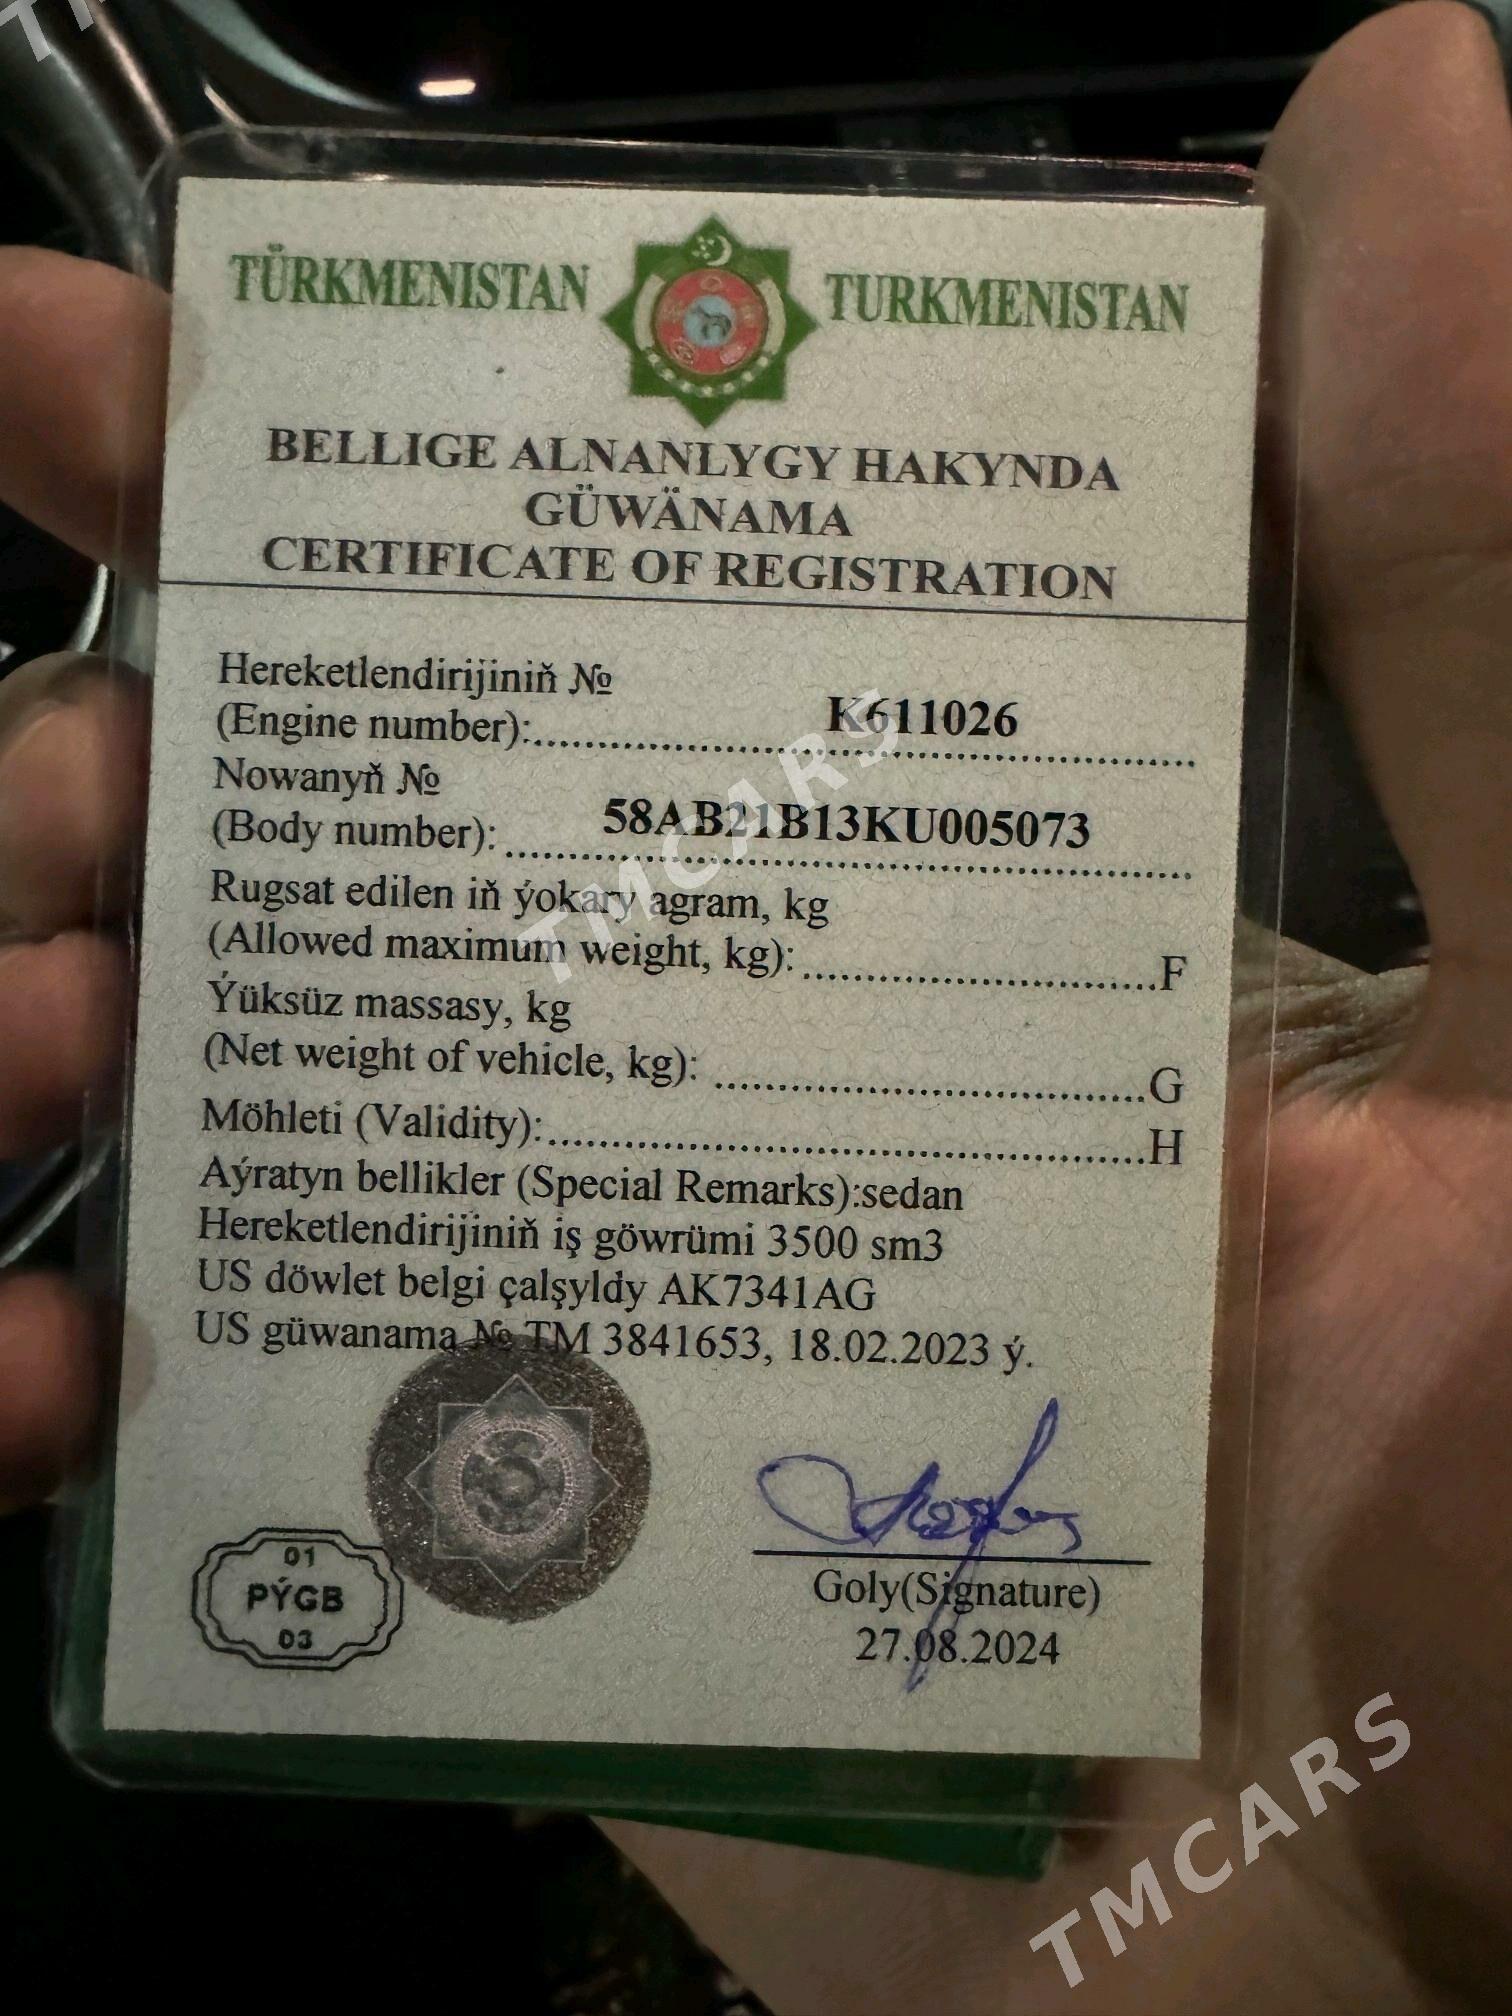 TÜRKMENISTAN TURKMENISTAN
BELLIGE ALNANLYGY HAKYNDA
GÜWÄNAMA
CERTIFICATE OF REGISTRATION
Hereketlendirijiniň №
(Engine number): K611026
Nowanyň №
(Body number): 58AB21B13KU005073
Rugsat edilen iň ýokary agram, kg
(Allowed maximum weight, kg): F
Ýüksüz massasy, kg
(Net weight of vehicle, kg): G
Möhleti (Validity): H
Aýratyn bellikler (Special Remarks):sedan
Hereketlendirijiniň iş göwrümi 3500 sm3
US döwlet belgi çalşyldy AK7341AG
US güwanama № TM 3841653, 18.02.2023 ý.
01
PÝGB
03
Goly(Signature)
27.08.2024
TMCARS
TMCARS